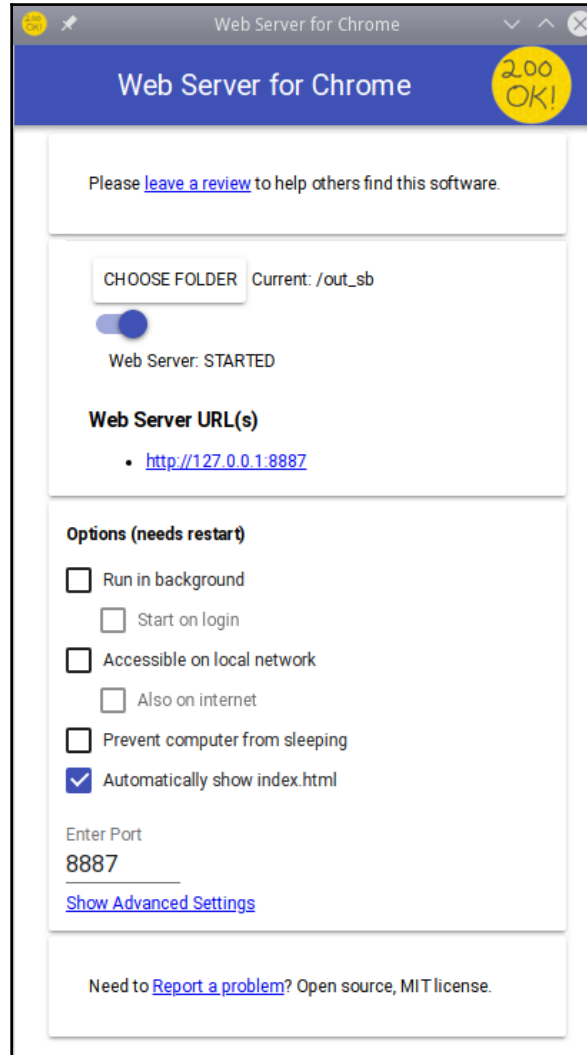 200
OK!
Web Server for Chrome
Web Server for Chrome
200
OK!
Please leave a review to help others find this software.
CHOOSE FOLDER Current: /out_sb
Web Server: STARTED
Web Server URL(s)
• http://127.0.0.1:8887
Options (needs restart)
Run in background
Start on login
Accessible on local network
Also on internet
Prevent computer from sleeping
Automatically show index.html
Enter Port
8887
Show Advanced Settings
Need to Report a problem? Open source, MIT license.